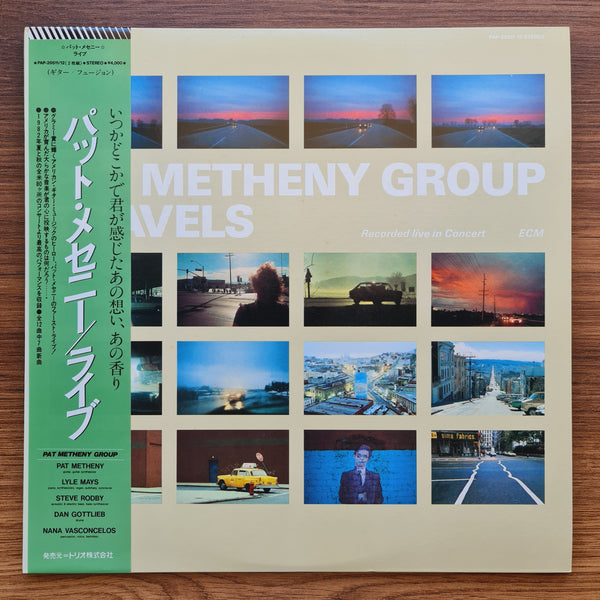 ☆パット・メセニー☆
ライブ
★PAP-25511/12(2枚組)★STEREO★¥4,000★
(ギター/フュージョン)
いつかどこかで君が感じたあの想い、あの香り
パット・メセニー/ライブ
PAT METHENY GROUP
PAT METHENY
LYLE MAYS
STEVE RODBY
DAN GOTTLIEB
NANA VASCONCELOS
発売元=トリオ株式会社
METHENY GROUP
AVELS
Recorded live in Concert ECM